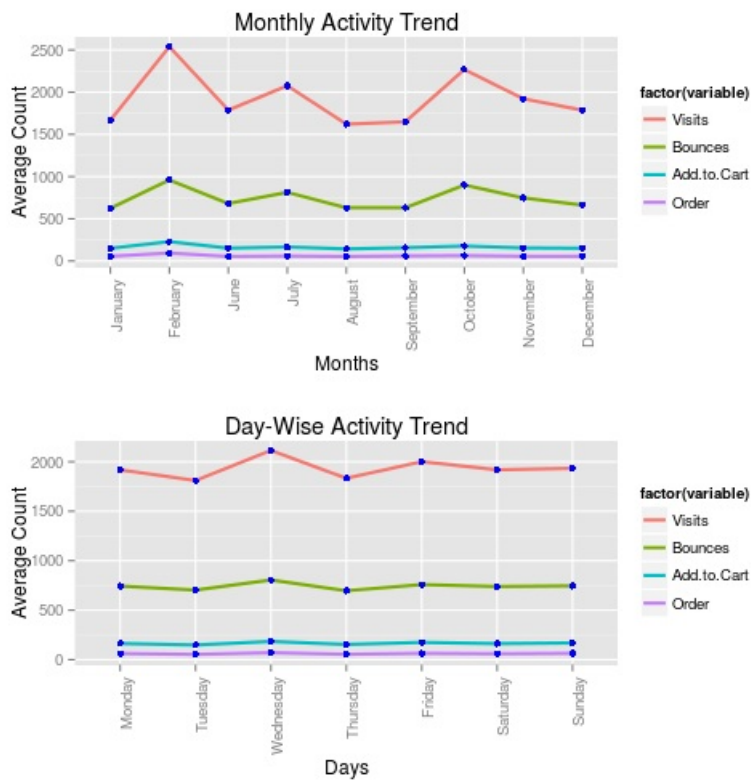 Monthly Activity Trend
2500
2000
1500
1000
500
0
Average Count
January
February
June
July
August
September
October
November
December
Months
factor(variable)
Visits
Bounces
Add.to.Cart
Order
Day-Wise Activity Trend
2000
1500
1000
500
0
Average Count
Monday
Tuesday
Wednesday
Thursday
Friday
Saturday
Sunday
Days
factor(variable)
Visits
Bounces
Add.to.Cart
Order